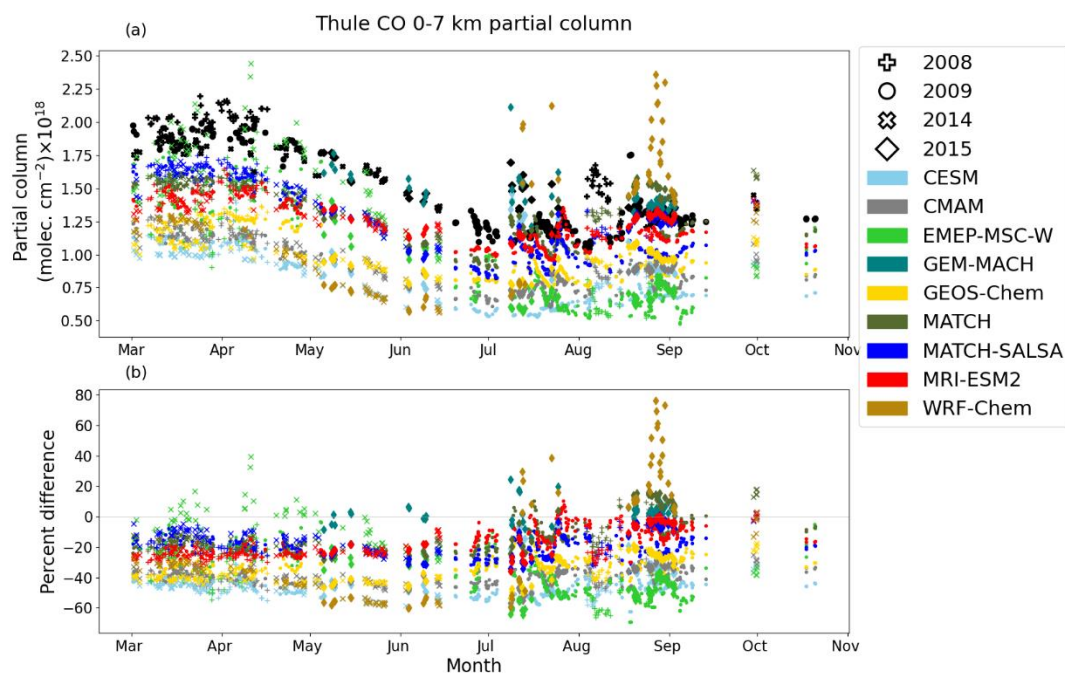 Thule CO 0-7 km partial column
(a)
Partial column
(molec. cm⁻²)×10¹⁸
2.50
2.25
2.00
1.75
1.50
1.25
1.00
0.75
0.50
Mar Apr May Jun Jul Aug Sep Oct Nov
(b)
Percent difference
80
60
40
20
0
−20
−40
−60
Mar Apr May Jun Jul Aug Sep Oct Nov
Month
2008
2009
2014
2015
CESM
CMAM
EMEP-MSC-W
GEM-MACH
GEOS-Chem
MATCH
MATCH-SALSA
MRI-ESM2
WRF-Chem